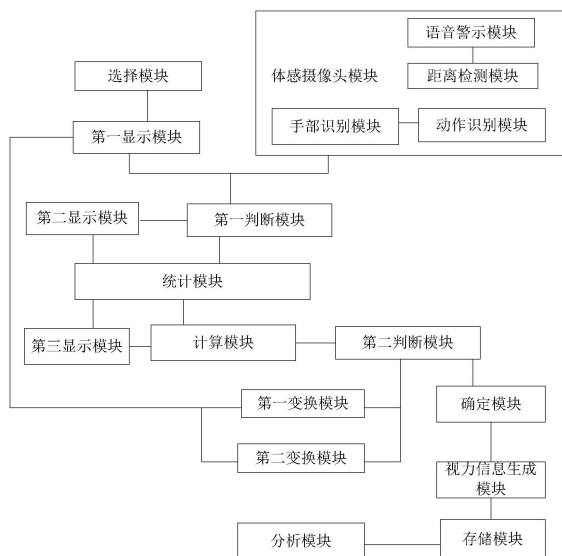 语音警示模块
体感摄像头模块
距离检测模块
选择模块
手部识别模块
动作识别模块
第一显示模块
第二显示模块
第一判断模块
统计模块
第三显示模块
计算模块
第二判断模块
第一变换模块
确定模块
第二变换模块
视力信息生成
模块
分析模块
存储模块